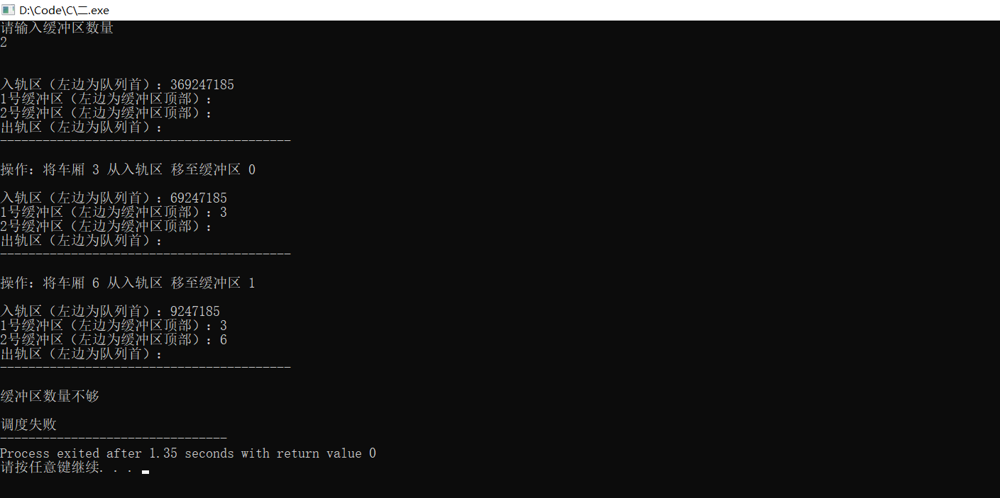 D:\Code\C\二.exe
请输入缓冲区数量
2
入轨区（左边为队列首）：369247185
1号缓冲区（左边为缓冲区顶部）：
2号缓冲区（左边为缓冲区顶部）：
出轨区（左边为队列首）：
-----------------------------------------
操作：将车厢 3 从入轨区 移至缓冲区 0
入轨区（左边为队列首）：69247185
1号缓冲区（左边为缓冲区顶部）：3
2号缓冲区（左边为缓冲区顶部）：
出轨区（左边为队列首）：
-----------------------------------------
操作：将车厢 6 从入轨区 移至缓冲区 1
入轨区（左边为队列首）：9247185
1号缓冲区（左边为缓冲区顶部）：3
2号缓冲区（左边为缓冲区顶部）：6
出轨区（左边为队列首）：
-----------------------------------------
缓冲区数量不够
调度失败
--------------------------------
Process exited after 1.35 seconds with return value 0
请按任意键继续. . .